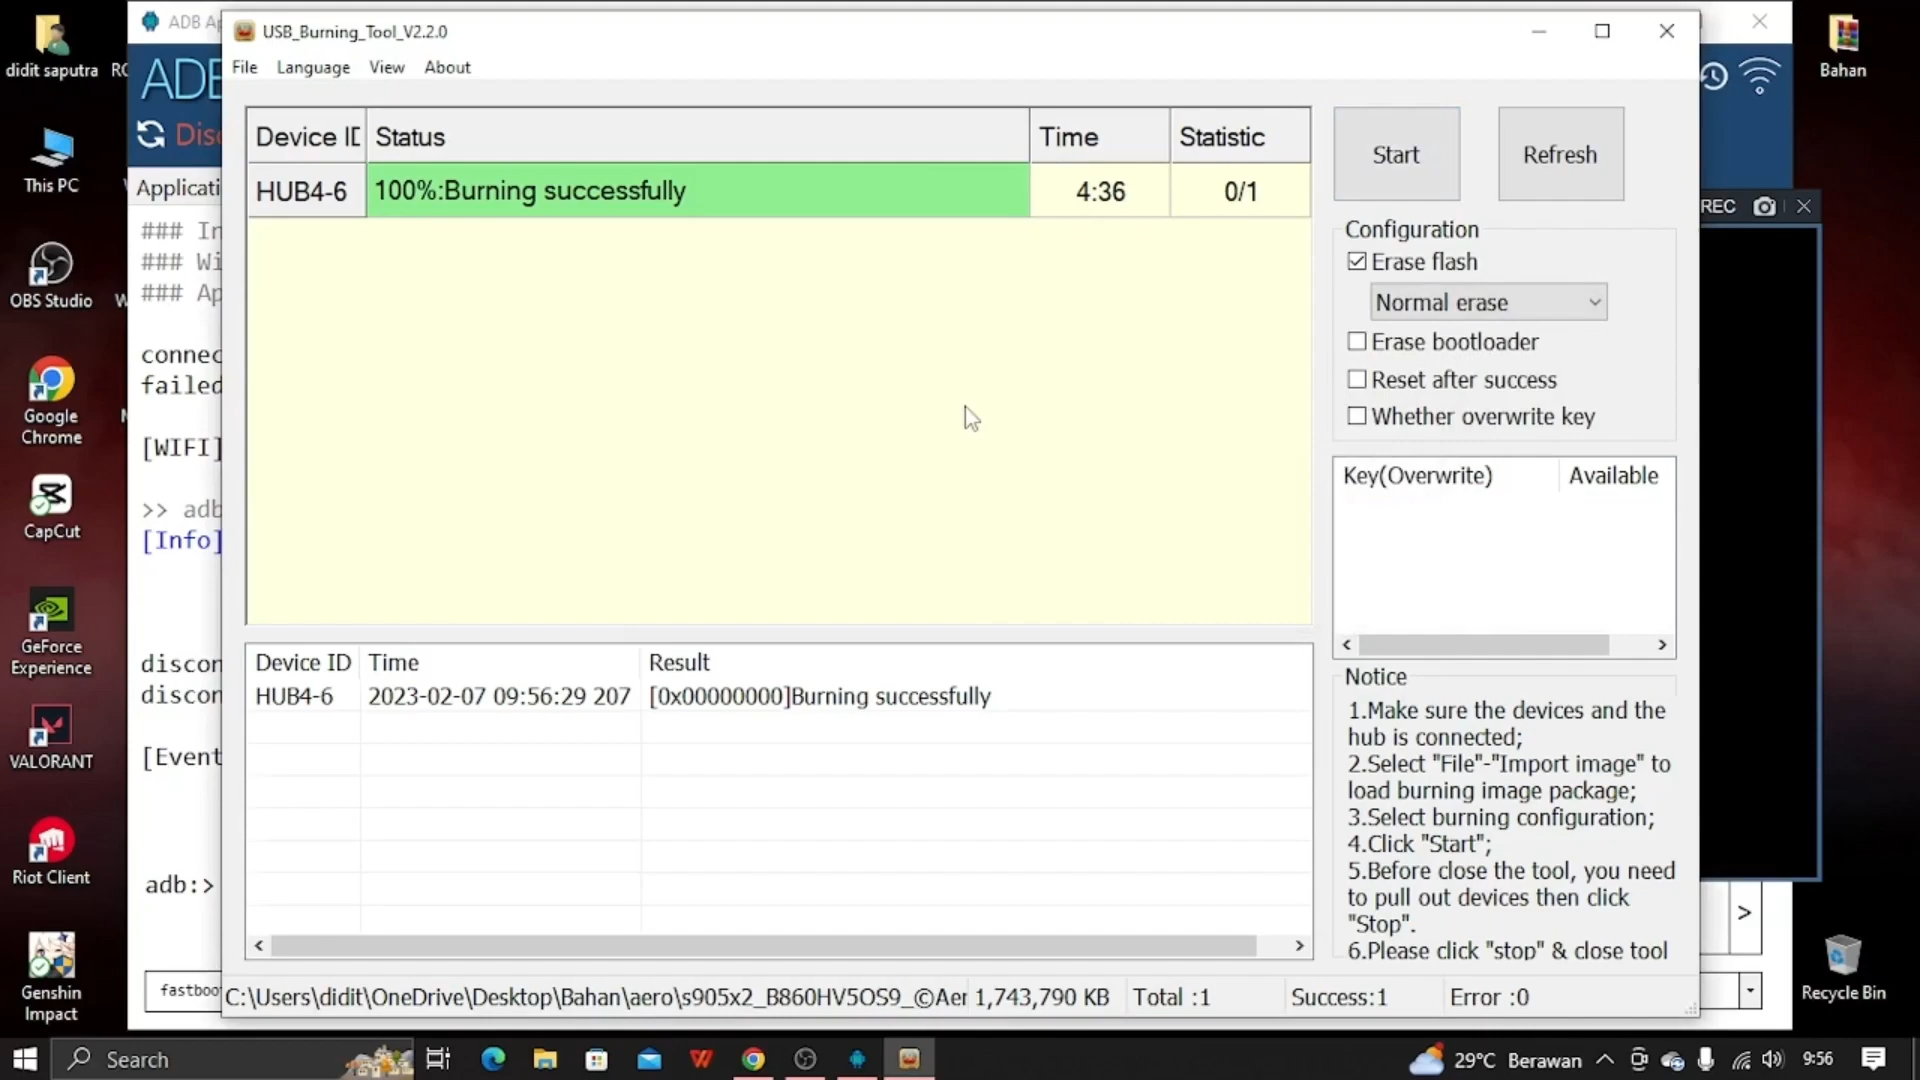 didit saputra
This PC
OBS Studio
Google
Chrome
CapCut
GeForce
Experience
VALORANT
Riot Client
Genshin
Impact
Bahan
Recycle Bin
USB_Burning_Tool_V2.2.0
File Language View About
Device ID Status Time Statistic
HUB4-6 100%:Burning successfully 4:36 0/1
Start Refresh
Configuration
Erase flash
Normal erase
Erase bootloader
Reset after success
Whether overwrite key
Key(Overwrite) Available
Notice
1.Make sure the devices and the
hub is connected;
2.Select "File"-"Import image" to
load burning image package;
3.Select burning configuration;
4.Click "Start";
5.Before close the tool, you need
to pull out devices then click
"Stop".
6.Please click "stop" & close tool
Device ID Time Result
HUB4-6 2023-02-07 09:56:29 207 [0x00000000]Burning successfully
C:\Users\didit\OneDrive\Desktop\Bahan\aero\s905x2_B860HV5OS9_©Aer 1,743,790 KB Total :1 Success:1 Error :0
ADB Ap
ADB
Disc
Applicati
### In
### Wi
### Ap
connec
failed
[WIFI]
>> adb
[Info]
discon
discon
[Event
adb:>
fastboo
REC
>
Search
29°C Berawan
9:56